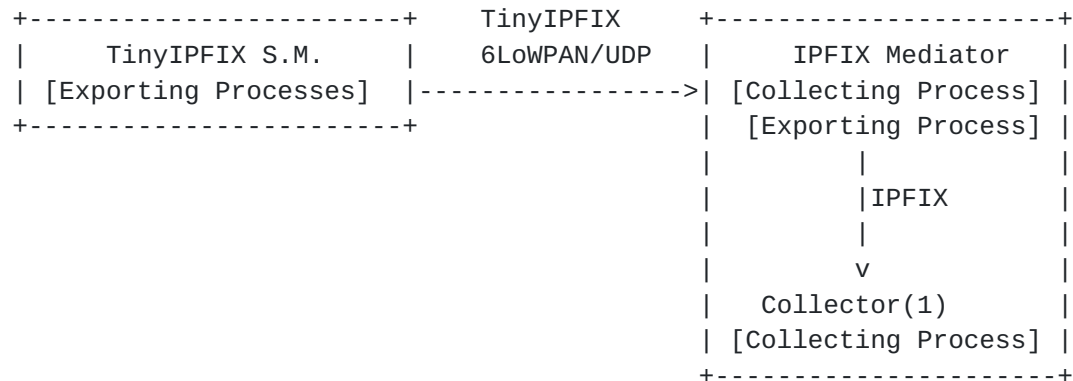 +------------------------+    TinyIPFIX     +----------------------+
|     TinyIPFIX S.M.     |    6LoWPAN/UDP   |     IPFIX Mediator   |
| [Exporting Processes]  |----------------->| [Collecting Process] |
+------------------------+                  |  [Exporting Process] |
                                            |         |            |
                                            |         |IPFIX       |
                                            |         |            |
                                            |         v            |
                                            |   Collector(1)       |
                                            | [Collecting Process] |
                                            +----------------------+